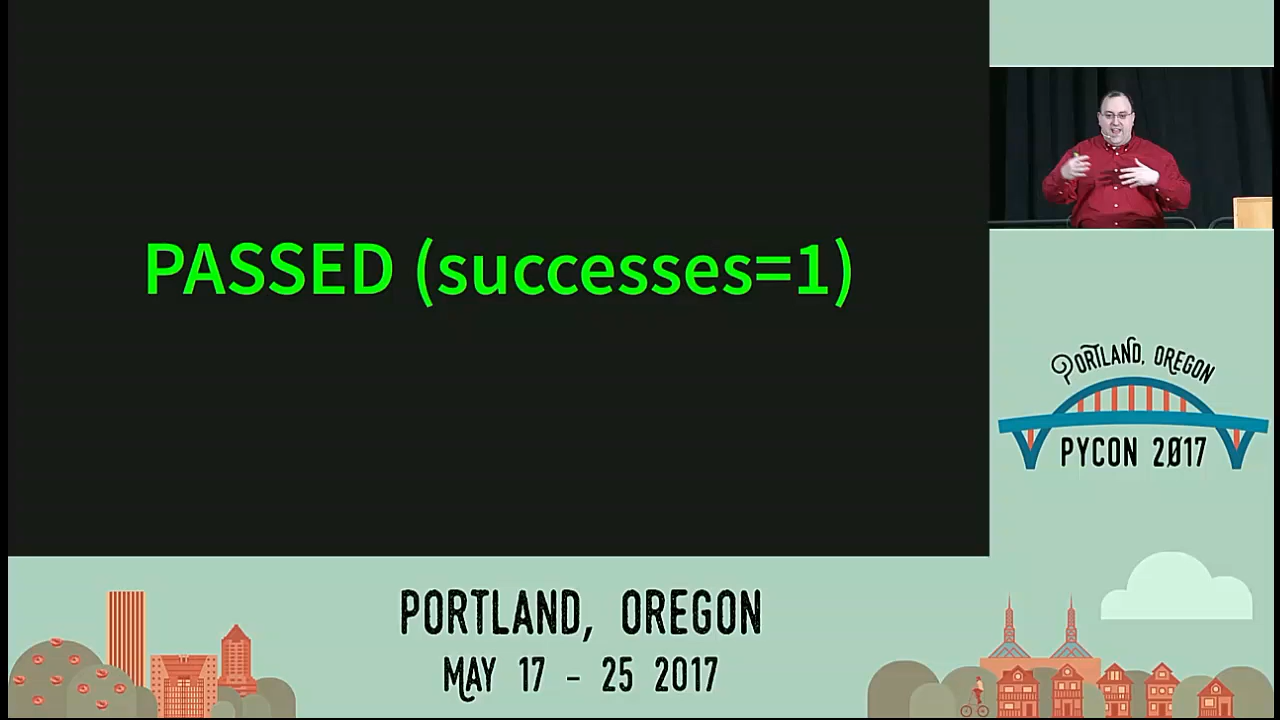 PASSED (successes=1)
PORTLAND, OREGON
PYCON 2017
PORTLAND, OREGON
MAY 17 - 25 2017